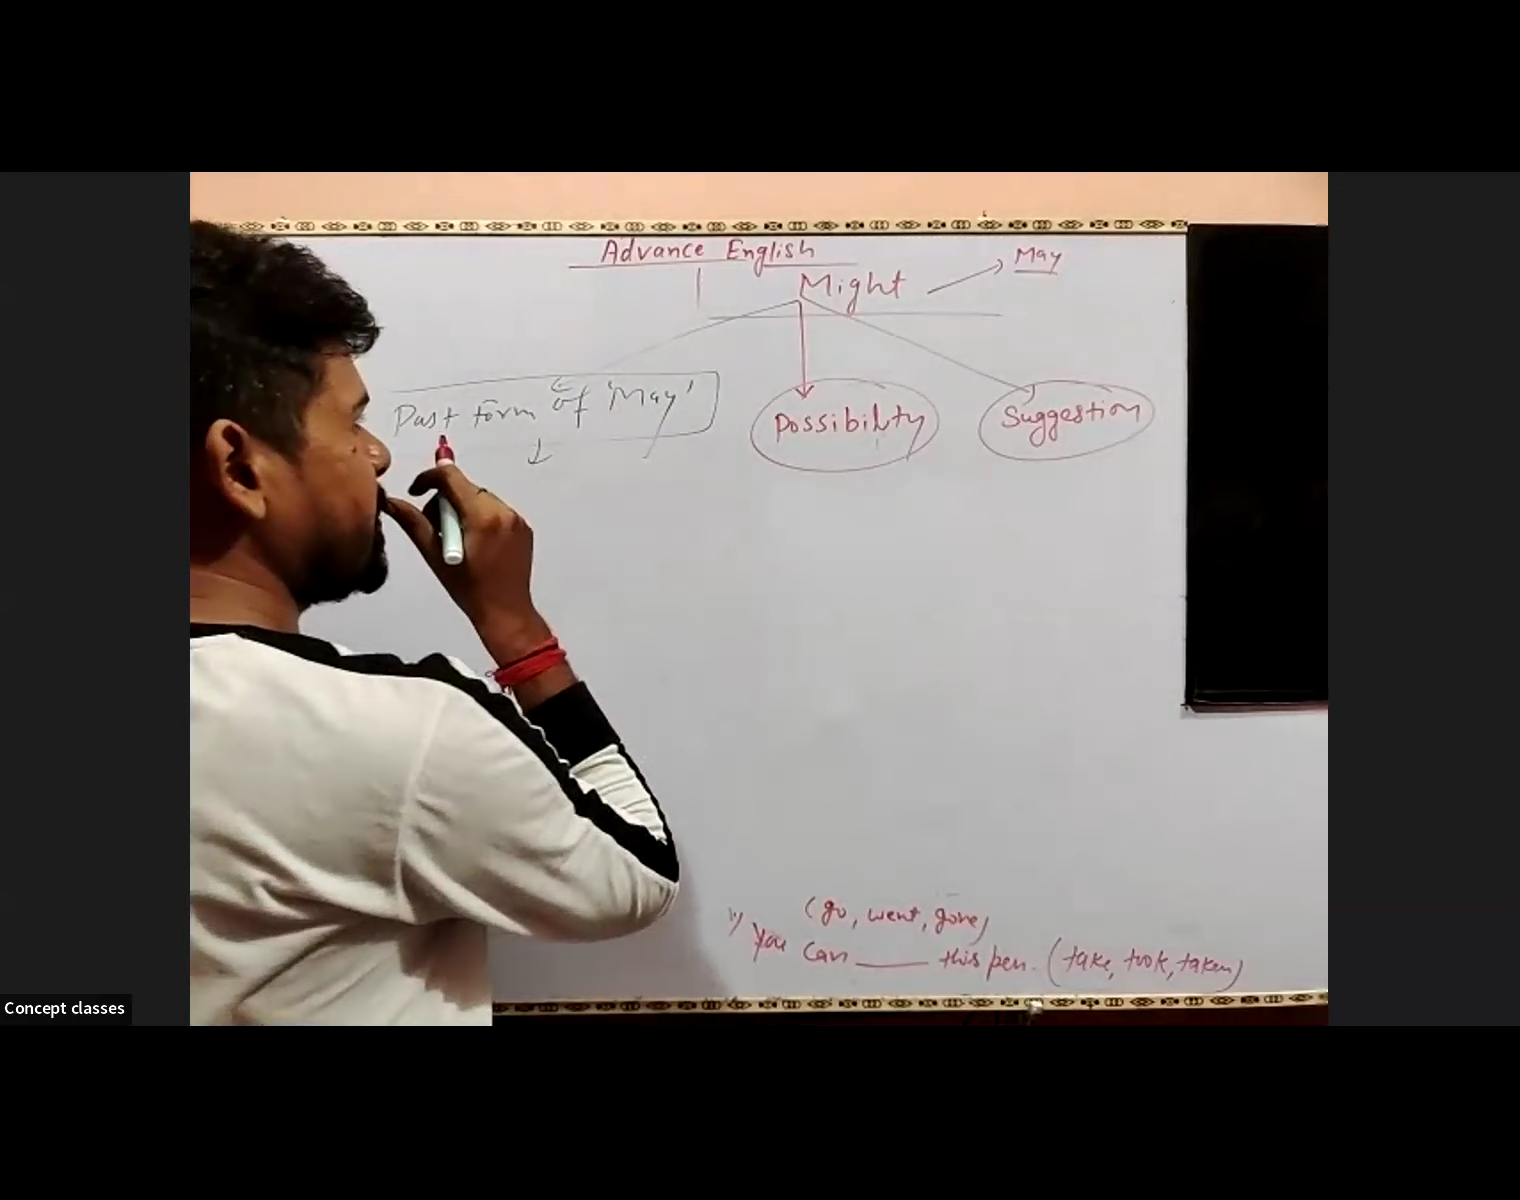 Advance English
Might
May
Past form of 'May'
Possibility
Suggestion
(go, went, gone)
1) You can ____ this pen. (take, took, taken)
Concept classes